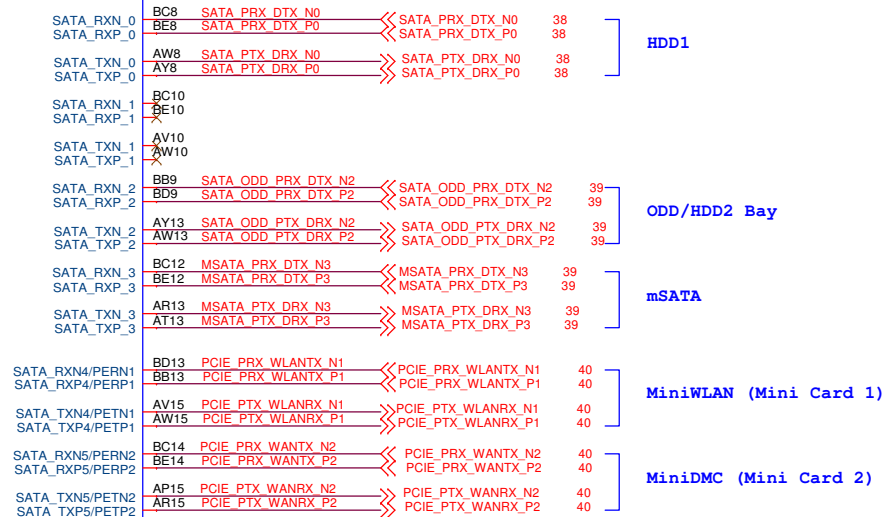 SATA_RXN_0 BC8 SATA_PRX_DTX_N0 SATA_PRX_DTX_N0 38
SATA_RXP_0 BE8 SATA_PRX_DTX_P0 SATA_PRX_DTX_P0 38
HDD1
SATA_TXN_0 AW8 SATA_PTX_DRX_N0 SATA_PTX_DRX_N0 38
SATA_TXP_0 AY8 SATA_PTX_DRX_P0 SATA_PTX_DRX_P0 38
SATA_RXN_1 BC10
SATA_RXP_1 BE10
SATA_TXN_1 AV10
SATA_TXP_1 AW10
SATA_RXN_2 BB9 SATA_ODD_PRX_DTX_N2 SATA_ODD_PRX_DTX_N2 39
SATA_RXP_2 BD9 SATA_ODD_PRX_DTX_P2 SATA_ODD_PRX_DTX_P2 39
ODD/HDD2 Bay
SATA_TXN_2 AY13 SATA_ODD_PTX_DRX_N2 SATA_ODD_PTX_DRX_N2 39
SATA_TXP_2 AW13 SATA_ODD_PTX_DRX_P2 SATA_ODD_PTX_DRX_P2 39
SATA_RXN_3 BC12 MSATA_PRX_DTX_N3 MSATA_PRX_DTX_N3 39
SATA_RXP_3 BE12 MSATA_PRX_DTX_P3 MSATA_PRX_DTX_P3 39
mSATA
SATA_TXN_3 AR13 MSATA_PTX_DRX_N3 MSATA_PTX_DRX_N3 39
SATA_TXP_3 AT13 MSATA_PTX_DRX_P3 MSATA_PTX_DRX_P3 39
SATA_RXN4/PERN1 BD13 PCIE_PRX_WLANTX_N1 PCIE_PRX_WLANTX_N1 40
SATA_RXP4/PERP1 BB13 PCIE_PRX_WLANTX_P1 PCIE_PRX_WLANTX_P1 40
MiniWLAN (Mini Card 1)
SATA_TXN4/PETN1 AV15 PCIE_PTX_WLANRX_N1 PCIE_PTX_WLANRX_N1 40
SATA_TXP4/PETP1 AW15 PCIE_PTX_WLANRX_P1 PCIE_PTX_WLANRX_P1 40
SATA_RXN5/PERN2 BC14 PCIE_PRX_WANTX_N2 PCIE_PRX_WANTX_N2 40
SATA_RXP5/PERP2 BE14 PCIE_PRX_WANTX_P2 PCIE_PRX_WANTX_P2 40
MiniDMC (Mini Card 2)
SATA_TXN5/PETN2 AP15 PCIE_PTX_WANRX_N2 PCIE_PTX_WANRX_N2 40
SATA_TXP5/PETP2 AR15 PCIE_PTX_WANRX_P2 PCIE_PTX_WANRX_P2 40